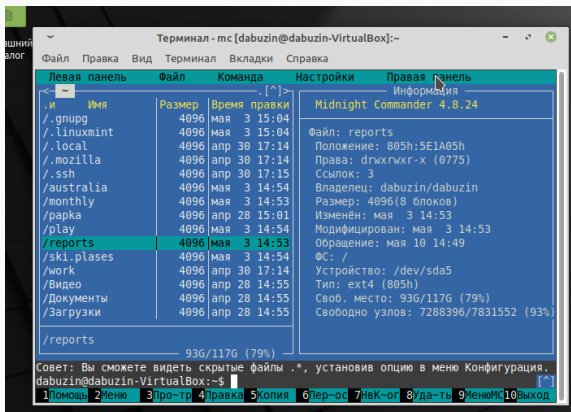 ашний
алог
Терминал - mc [dabuzin@dabuzin-VirtualBox]:~
Файл Правка Вид Терминал Вкладки Справка
Левая панель Файл Команда Настройки Правая панель
<- ~ .[^]>
.и Имя Размер Время правки
/.gnupg 4096 мая 3 15:04
/.linuxmint 4096 мая 3 15:04
/.local 4096 апр 30 17:14
/.mozilla 4096 апр 30 17:14
/.ssh 4096 апр 30 17:15
/australia 4096 мая 3 14:54
/monthly 4096 мая 3 14:53
/papka 4096 апр 28 15:01
/play 4096 мая 3 14:54
/reports 4096 мая 3 14:53
/ski.plases 4096 мая 3 14:54
/work 4096 апр 30 17:14
/Видео 4096 апр 28 14:55
/Документы 4096 апр 28 14:55
/Загрузки 4096 апр 28 14:55
/reports
93G/117G (79%)
Информация
Midnight Commander 4.8.24
Файл: reports
Положение: 805h:5E1A05h
Права: drwxrwxr-x (0775)
Ссылок: 3
Владелец: dabuzin/dabuzin
Размер: 4096(8 блоков)
Изменён: мая 3 14:53
Модифицирован: мая 3 14:53
Обращение: мая 10 14:49
ФС: /
Устройство: /dev/sda5
Тип: ext4 (805h)
Своб. место: 93G/117G (79%)
Свободно узлов: 7288396/7831552 (93%)
Совет: Вы сможете видеть скрытые файлы .*, установив опцию в меню Конфигурация.
dabuzin@dabuzin-VirtualBox:~$ [^]
1Помощь 2Меню 3Про~тр 4Правка 5Копия 6Пер~ос 7НвК~ог 8Уда~ть 9МенюMC 10Выход